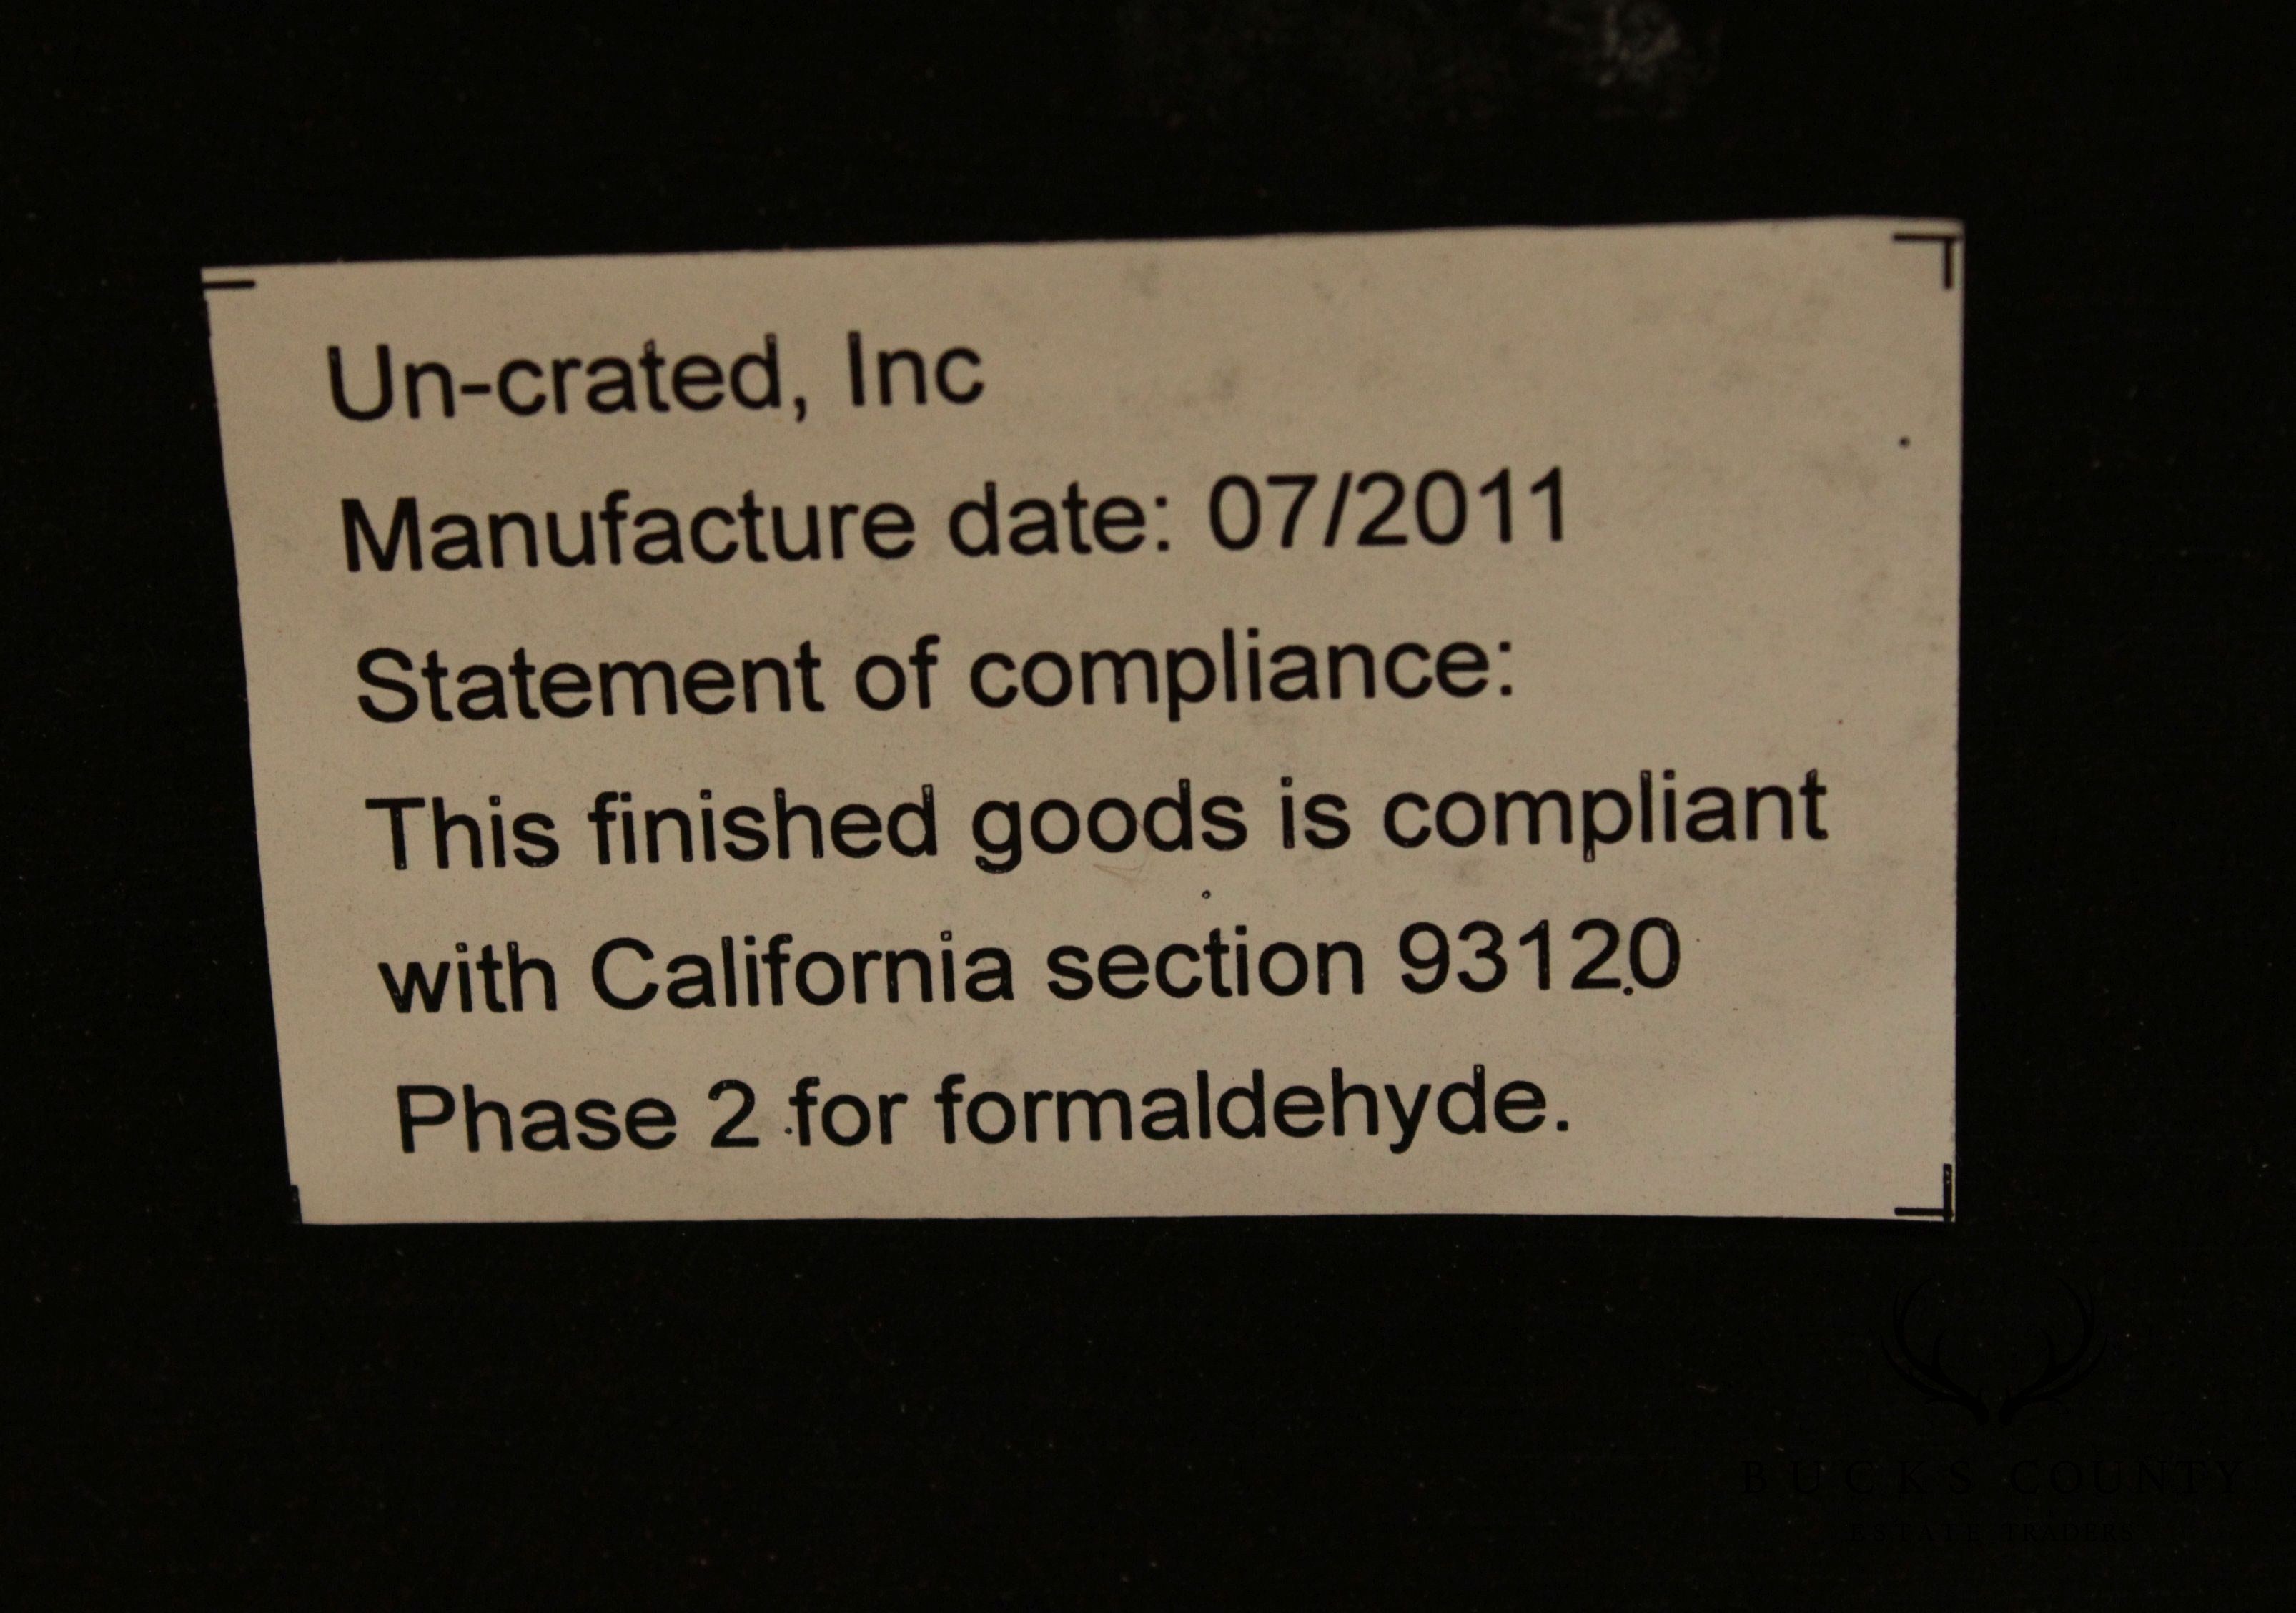 Un-crated, Inc
Manufacture date: 07/2011
Statement of compliance:
This finished goods is compliant
with California section 93120
Phase 2 for formaldehyde.
BUCKS COUNTY
ESTATE TRADERS